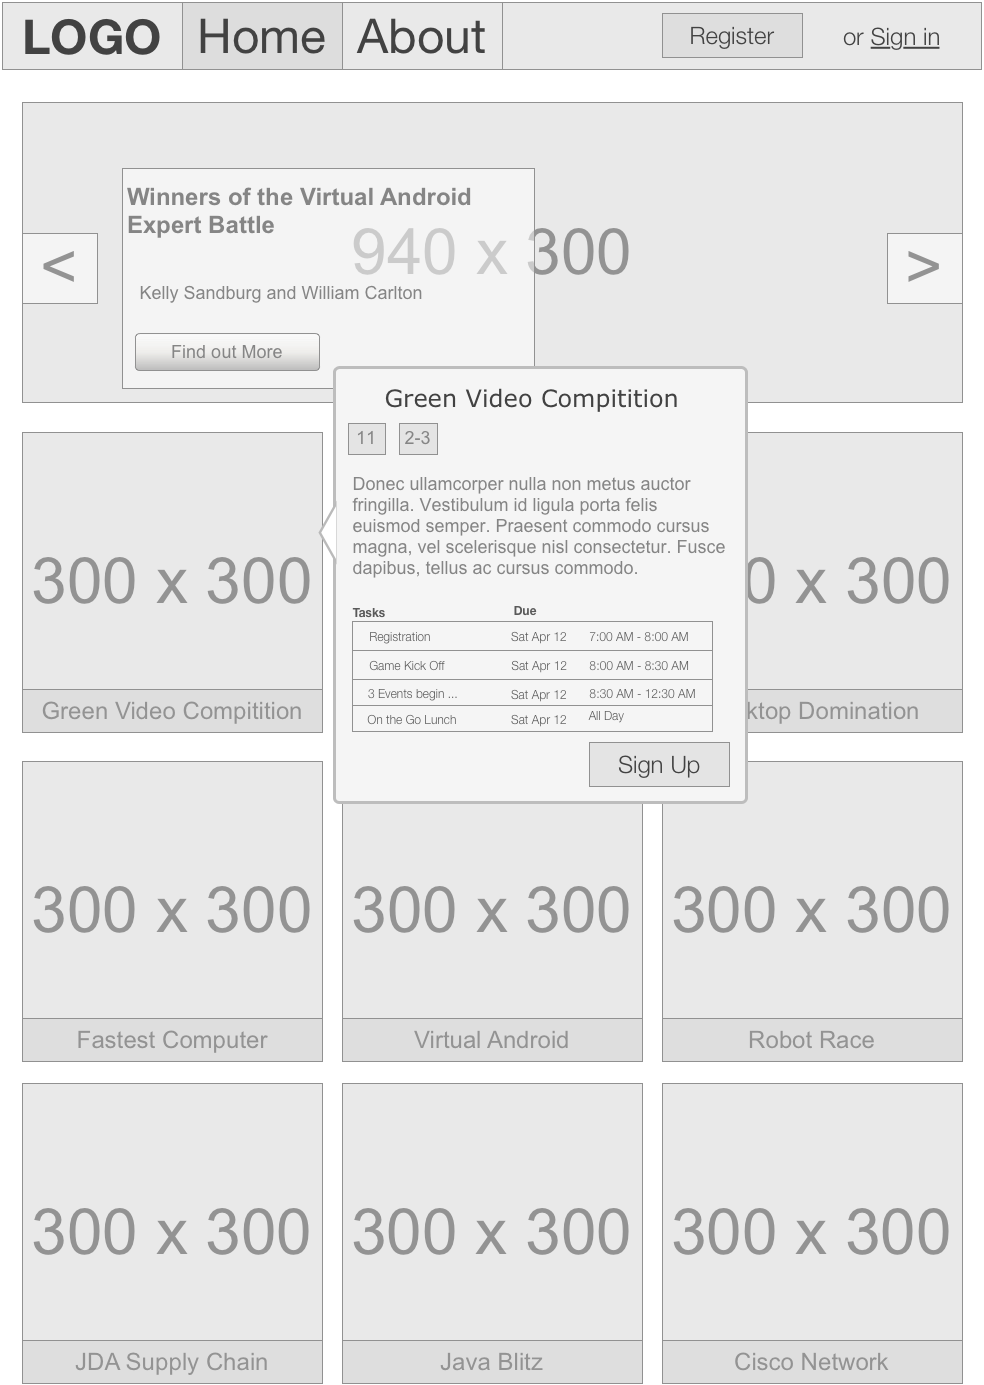 LOGO Home About Register or Sign in
Winners of the Virtual Android
Expert Battle
940 x 300
< >
Kelly Sandburg and William Carlton
Find out More
Green Video Compitition
11 2-3
Donec ullamcorper nulla non metus auctor
fringilla. Vestibulum id ligula porta felis
euismod semper. Praesent commodo cursus
magna, vel scelerisque nisl consectetur. Fusce
dapibus, tellus ac cursus commodo.
Tasks Due
Registration Sat Apr 12 7:00 AM - 8:00 AM
Game Kick Off Sat Apr 12 8:00 AM - 8:30 AM
3 Events begin ... Sat Apr 12 8:30 AM - 12:30 AM
On the Go Lunch Sat Apr 12 All Day
Sign Up
300 x 300
Green Video Compitition
0 x 300
ktop Domination
300 x 300 300 x 300 300 x 300
Fastest Computer Virtual Android Robot Race
300 x 300 300 x 300 300 x 300
JDA Supply Chain Java Blitz Cisco Network